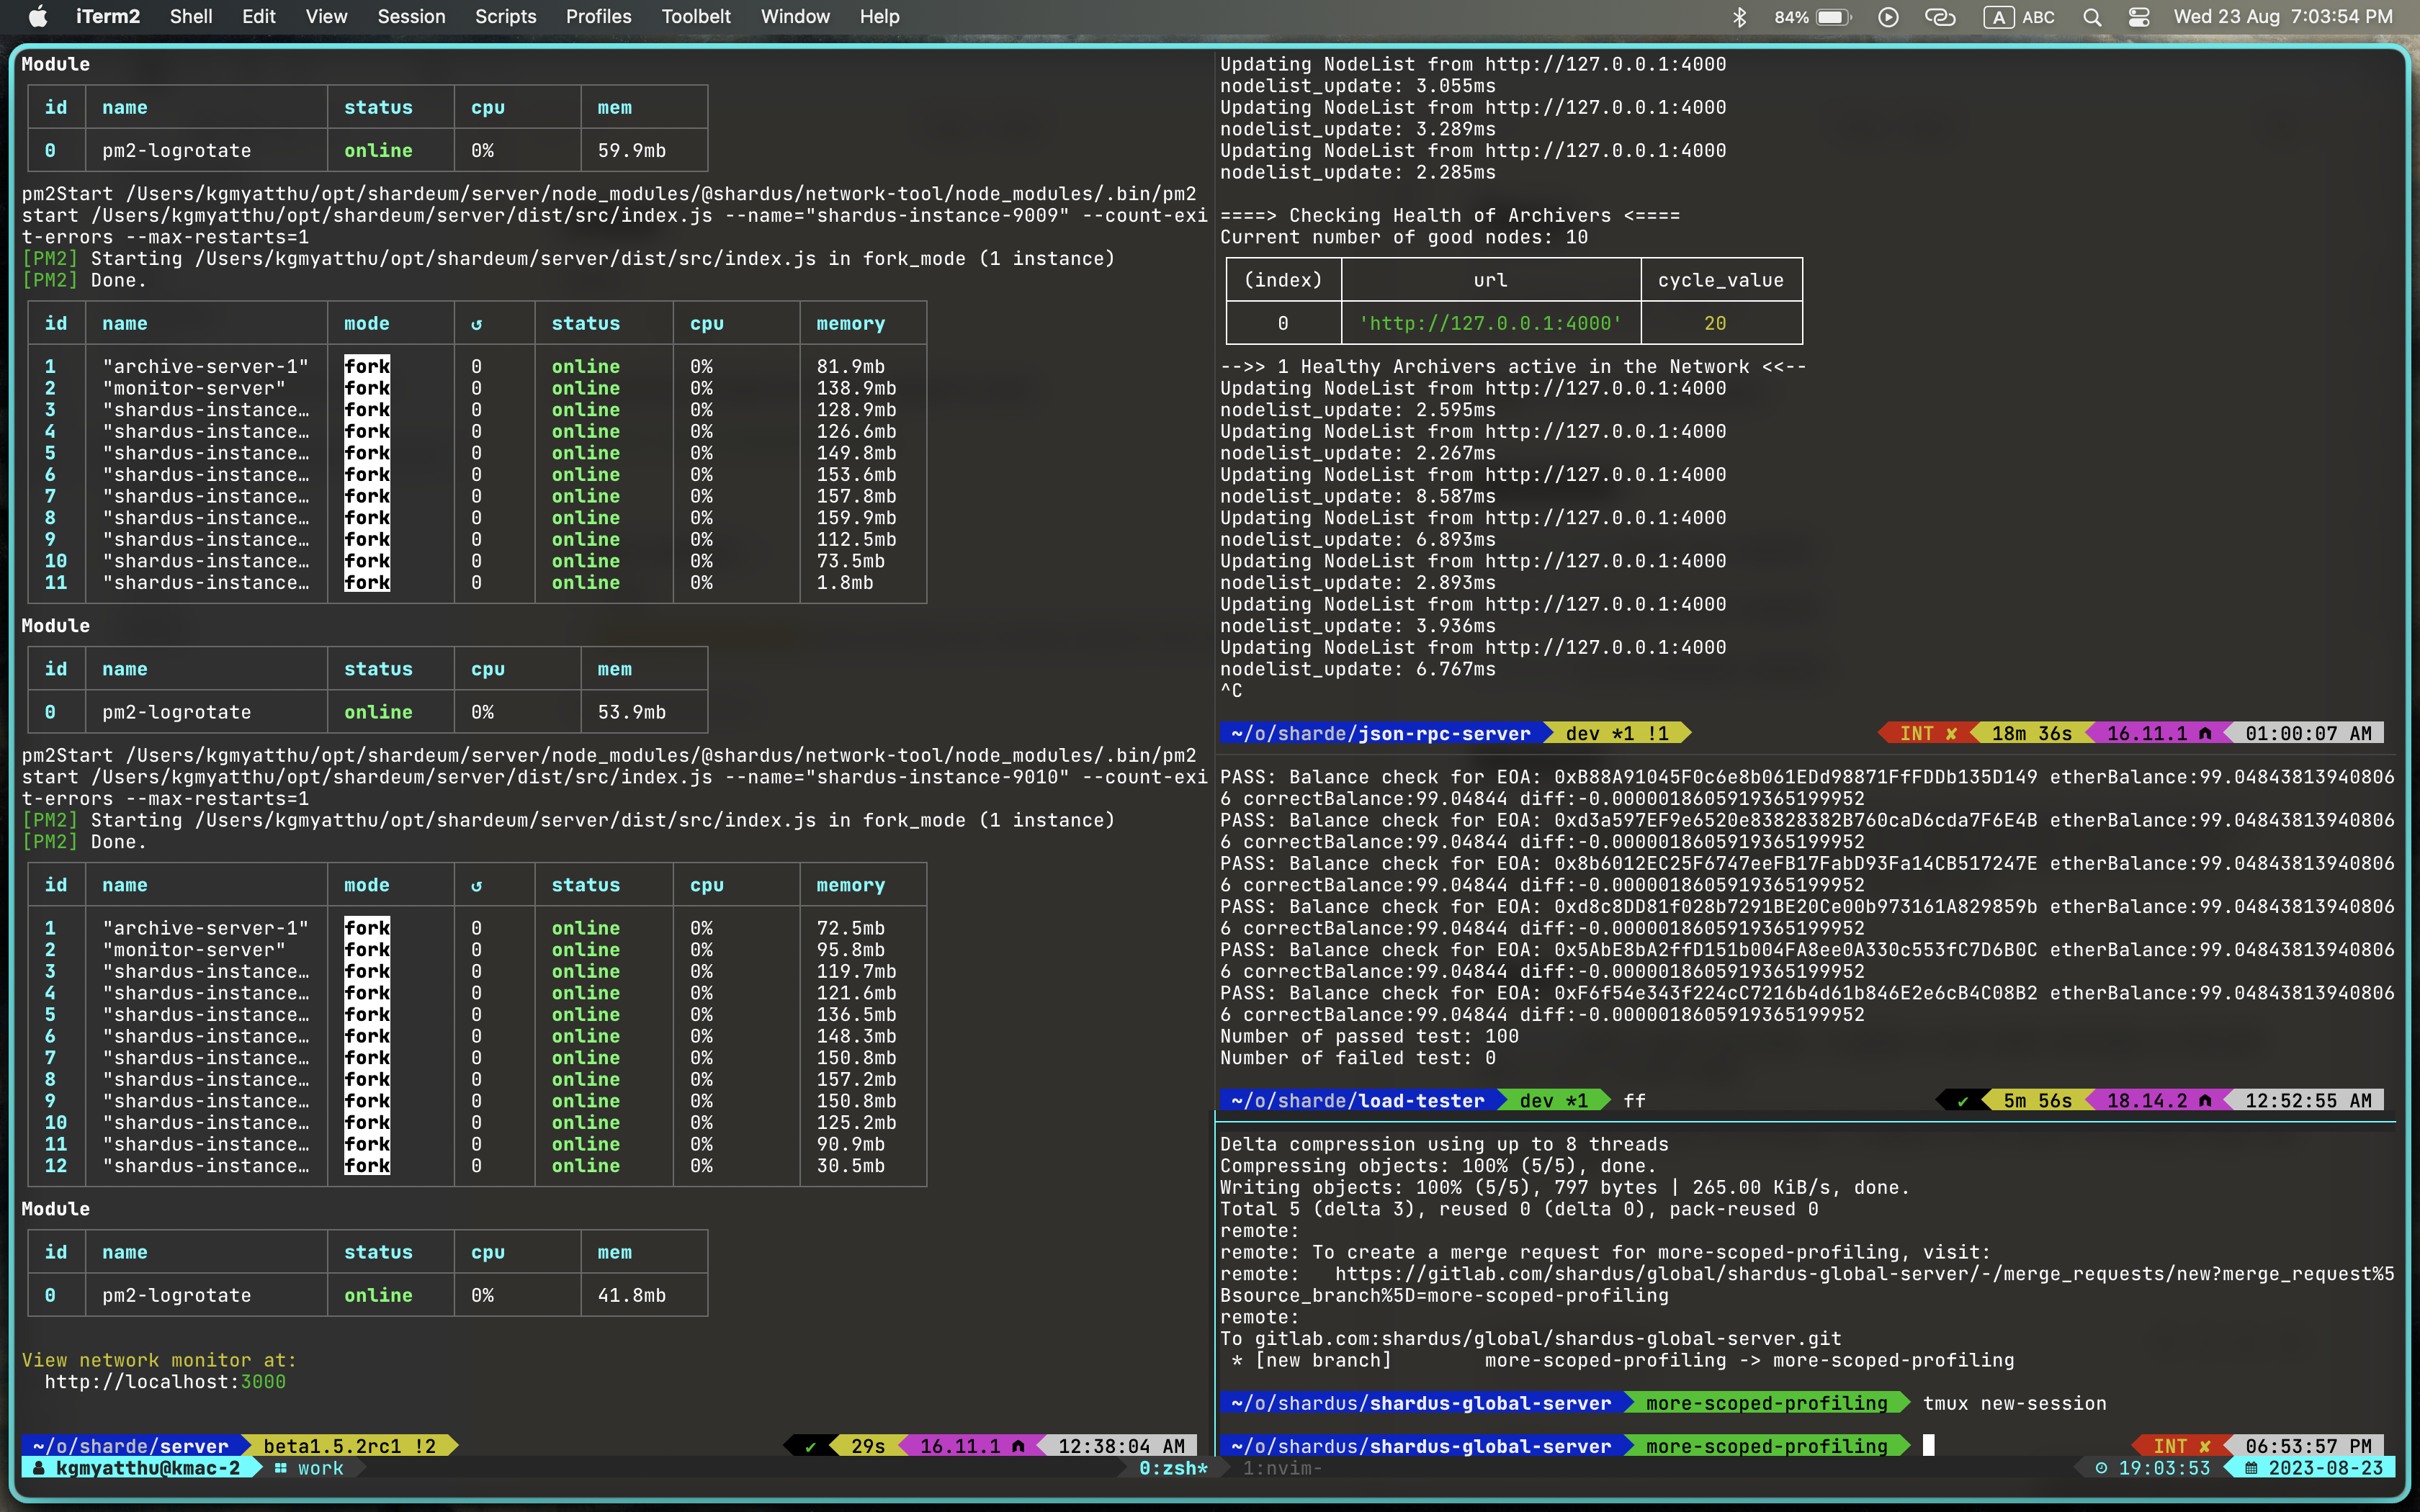 iTerm2 Shell Edit View Session Scripts Profiles Toolbelt Window Help 84% A ABC Wed 23 Aug 7:03:54 PM
Module
id name status cpu mem
0 pm2-logrotate online 0% 59.9mb
pm2Start /Users/kgmyatthu/opt/shardeum/server/node_modules/@shardus/network-tool/node_modules/.bin/pm2
start /Users/kgmyatthu/opt/shardeum/server/dist/src/index.js --name="shardus-instance-9009" --count-exi
t-errors --max-restarts=1
[PM2] Starting /Users/kgmyatthu/opt/shardeum/server/dist/src/index.js in fork_mode (1 instance)
[PM2] Done.
id name mode ↺ status cpu memory
1 "archive-server-1" fork 0 online 0% 81.9mb
2 "monitor-server" fork 0 online 0% 138.9mb
3 "shardus-instance… fork 0 online 0% 128.9mb
4 "shardus-instance… fork 0 online 0% 126.6mb
5 "shardus-instance… fork 0 online 0% 149.8mb
6 "shardus-instance… fork 0 online 0% 153.6mb
7 "shardus-instance… fork 0 online 0% 157.8mb
8 "shardus-instance… fork 0 online 0% 159.9mb
9 "shardus-instance… fork 0 online 0% 112.5mb
10 "shardus-instance… fork 0 online 0% 73.5mb
11 "shardus-instance… fork 0 online 0% 1.8mb
Module
id name status cpu mem
0 pm2-logrotate online 0% 53.9mb
pm2Start /Users/kgmyatthu/opt/shardeum/server/node_modules/@shardus/network-tool/node_modules/.bin/pm2
start /Users/kgmyatthu/opt/shardeum/server/dist/src/index.js --name="shardus-instance-9010" --count-exi
t-errors --max-restarts=1
[PM2] Starting /Users/kgmyatthu/opt/shardeum/server/dist/src/index.js in fork_mode (1 instance)
[PM2] Done.
id name mode ↺ status cpu memory
1 "archive-server-1" fork 0 online 0% 72.5mb
2 "monitor-server" fork 0 online 0% 95.8mb
3 "shardus-instance… fork 0 online 0% 119.7mb
4 "shardus-instance… fork 0 online 0% 121.6mb
5 "shardus-instance… fork 0 online 0% 136.5mb
6 "shardus-instance… fork 0 online 0% 148.3mb
7 "shardus-instance… fork 0 online 0% 150.8mb
8 "shardus-instance… fork 0 online 0% 157.2mb
9 "shardus-instance… fork 0 online 0% 150.8mb
10 "shardus-instance… fork 0 online 0% 125.2mb
11 "shardus-instance… fork 0 online 0% 90.9mb
12 "shardus-instance… fork 0 online 0% 30.5mb
Module
id name status cpu mem
0 pm2-logrotate online 0% 41.8mb
View network monitor at:
http://localhost:3000
~/o/sharde/server beta1.5.2rc1 !2 ✔ 29s 16.11.1 12:38:04 AM
Updating NodeList from http://127.0.0.1:4000
nodelist_update: 3.055ms
Updating NodeList from http://127.0.0.1:4000
nodelist_update: 3.289ms
Updating NodeList from http://127.0.0.1:4000
nodelist_update: 2.285ms
====> Checking Health of Archivers <====
Current number of good nodes: 10
(index) url cycle_value
0 'http://127.0.0.1:4000' 20
-->> 1 Healthy Archivers active in the Network <<--
Updating NodeList from http://127.0.0.1:4000
nodelist_update: 2.595ms
Updating NodeList from http://127.0.0.1:4000
nodelist_update: 2.267ms
Updating NodeList from http://127.0.0.1:4000
nodelist_update: 8.587ms
Updating NodeList from http://127.0.0.1:4000
nodelist_update: 6.893ms
Updating NodeList from http://127.0.0.1:4000
nodelist_update: 2.893ms
Updating NodeList from http://127.0.0.1:4000
nodelist_update: 3.936ms
Updating NodeList from http://127.0.0.1:4000
nodelist_update: 6.767ms
^C
~/o/sharde/json-rpc-server dev *1 !1 INT ✘ 18m 36s 16.11.1 01:00:07 AM
PASS: Balance check for EOA: 0xB88A91045F0c6e8b061EDd98871FfFDDb135D149 etherBalance:99.04843813940806
6 correctBalance:99.04844 diff:-0.0000018605919365199952
PASS: Balance check for EOA: 0xd3a597EF9e6520e83828382B760caD6cda7F6E4B etherBalance:99.04843813940806
6 correctBalance:99.04844 diff:-0.0000018605919365199952
PASS: Balance check for EOA: 0x8b6012EC25F6747eeFB17FabD93Fa14CB517247E etherBalance:99.04843813940806
6 correctBalance:99.04844 diff:-0.0000018605919365199952
PASS: Balance check for EOA: 0xd8c8DD81f028b7291BE20Ce00b973161A829859b etherBalance:99.04843813940806
6 correctBalance:99.04844 diff:-0.0000018605919365199952
PASS: Balance check for EOA: 0x5AbE8bA2ffD151b004FA8ee0A330c553fC7D6B0C etherBalance:99.04843813940806
6 correctBalance:99.04844 diff:-0.0000018605919365199952
PASS: Balance check for EOA: 0xF6f54e343f224cC7216b4d61b846E2e6cB4C08B2 etherBalance:99.04843813940806
6 correctBalance:99.04844 diff:-0.0000018605919365199952
Number of passed test: 100
Number of failed test: 0
~/o/sharde/load-tester dev *1 ff ✔ 5m 56s 18.14.2 12:52:55 AM
Delta compression using up to 8 threads
Compressing objects: 100% (5/5), done.
Writing objects: 100% (5/5), 797 bytes | 265.00 KiB/s, done.
Total 5 (delta 3), reused 0 (delta 0), pack-reused 0
remote:
remote: To create a merge request for more-scoped-profiling, visit:
remote: https://gitlab.com/shardus/global/shardus-global-server/-/merge_requests/new?merge_request%5
Bsource_branch%5D=more-scoped-profiling
remote:
To gitlab.com:shardus/global/shardus-global-server.git
* [new branch] more-scoped-profiling -> more-scoped-profiling
~/o/shardus/shardus-global-server more-scoped-profiling tmux new-session
~/o/shardus/shardus-global-server more-scoped-profiling INT ✘ 06:53:57 PM
kgmyatthu@kmac-2 work 0:zsh* 1:nvim- 19:03:53 2023-08-23